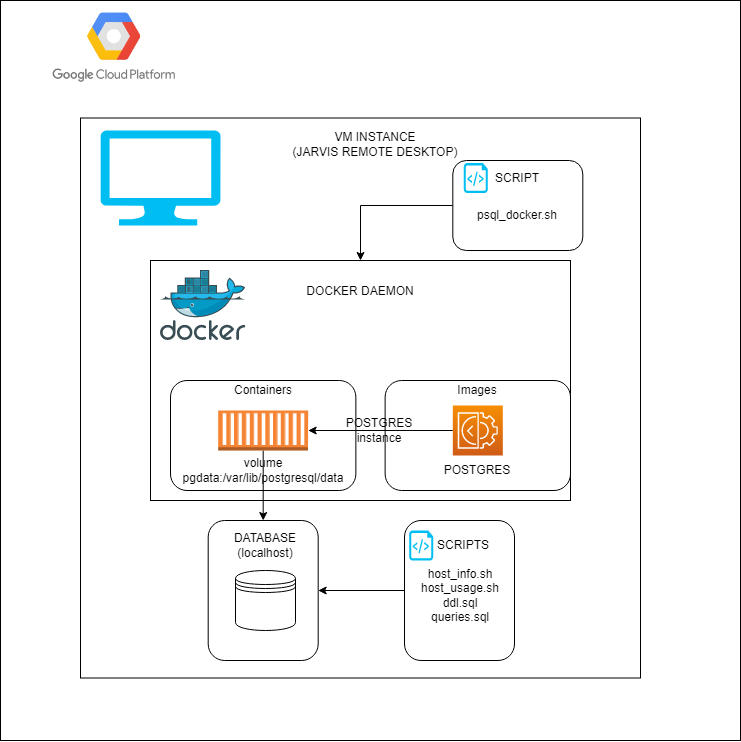 Google Cloud Platform
VM INSTANCE
(JARVIS REMOTE DESKTOP)
SCRIPT
psql_docker.sh
DOCKER DAEMON
docker
Containers
Images
POSTGRES
instance
volume
pgdata:/var/lib/postgresql/data
POSTGRES
DATABASE
(localhost)
SCRIPTS
host_info.sh
host_usage.sh
ddl.sql
queries.sql